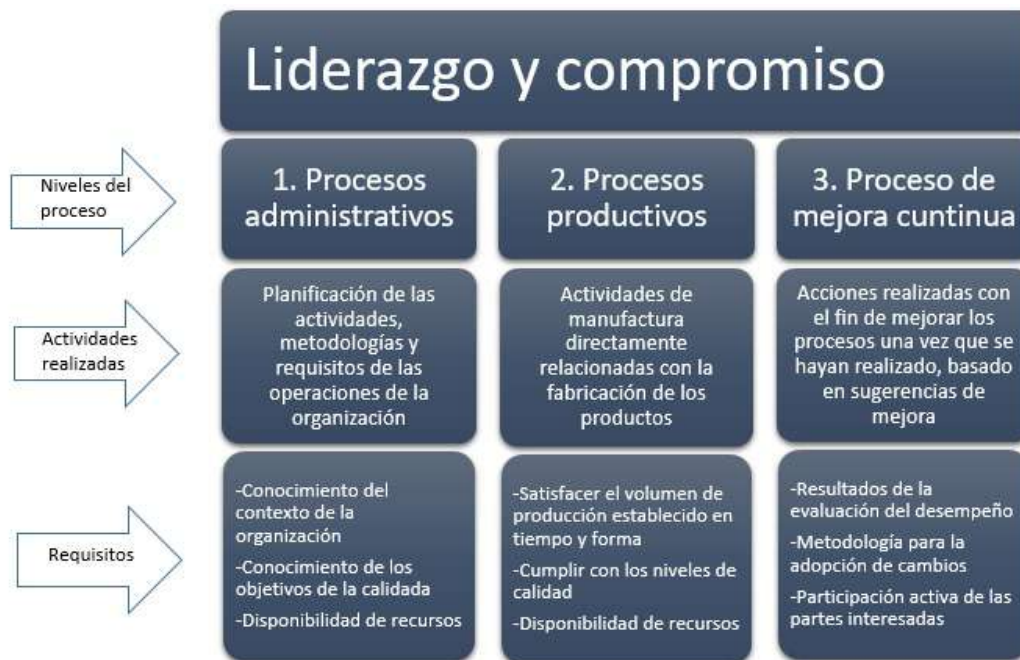 Liderazgo y compromiso
Niveles del
proceso
1. Procesos
administrativos
2. Procesos
productivos
3. Proceso de
mejora cuntinua
Actividades
realizadas
Planificación de las
actividades,
metodologías y
requisitos de las
operaciones de la
organización
Actividades de
manufactura
directamente
relacionadas con la
fabricación de los
productos
Acciones realizadas con
el fin de mejorar los
procesos una vez que se
hayan realizado, basado
en sugerencias de
mejora
Requisitos
-Conocimiento del
contexto de la
organización
-Conocimiento de los
objetivos de la calidada
-Disponibilidad de recursos
-Satisfacer el volumen de
producción establecido en
tiempo y forma
-Cumplir con los niveles de
calidad
-Disponibilidad de recursos
-Resultados de la
evaluación del desempeño
-Metodología para la
adopción de cambios
-Participación activa de las
partes interesadas